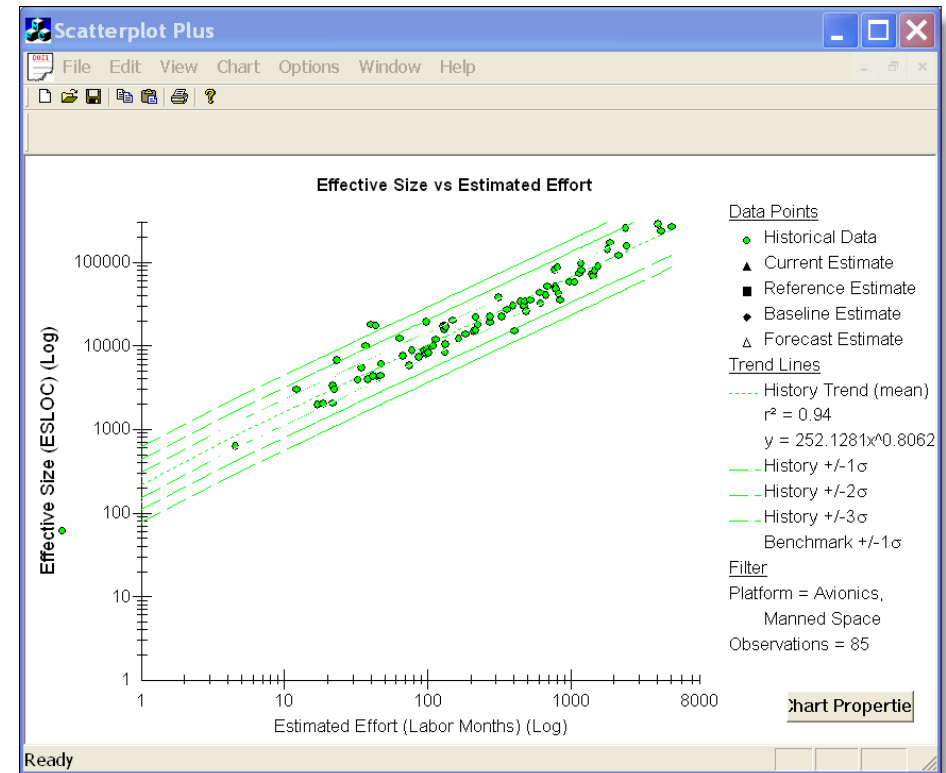 Scatterplot Plus
DOC1
File Edit View Chart Options Window Help
Effective Size vs Estimated Effort
Effective Size (ESLOC) (Log)
100000
10000
1000
100
10
1
1 10 100 1000 8000
Estimated Effort (Labor Months) (Log)
Data Points
Historical Data
Current Estimate
Reference Estimate
Baseline Estimate
Forecast Estimate
Trend Lines
History Trend (mean)
r² = 0.94
y = 252.1281x^0.8062
History +/-1σ
History +/-2σ
History +/-3σ
Benchmark +/-1σ
Filter
Platform = Avionics,
Manned Space
Observations = 85
Chart Propertie
Ready